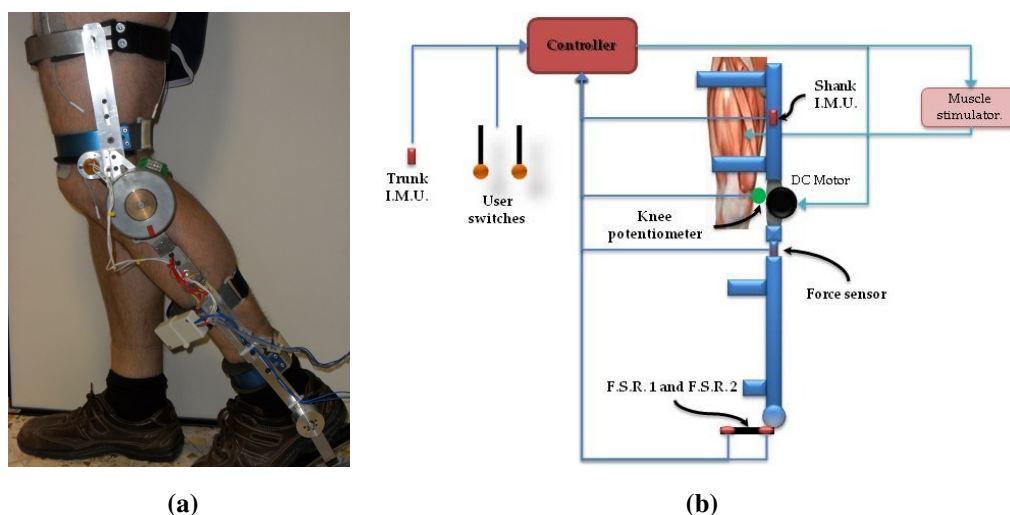 Controller
Shank
I.M.U.
Muscle
stimulator.
Trunk
I.M.U.
User
switches
DC Motor
Knee
potentiometer
Force sensor
F.S.R. 1 and F.S.R. 2
(a)
(b)